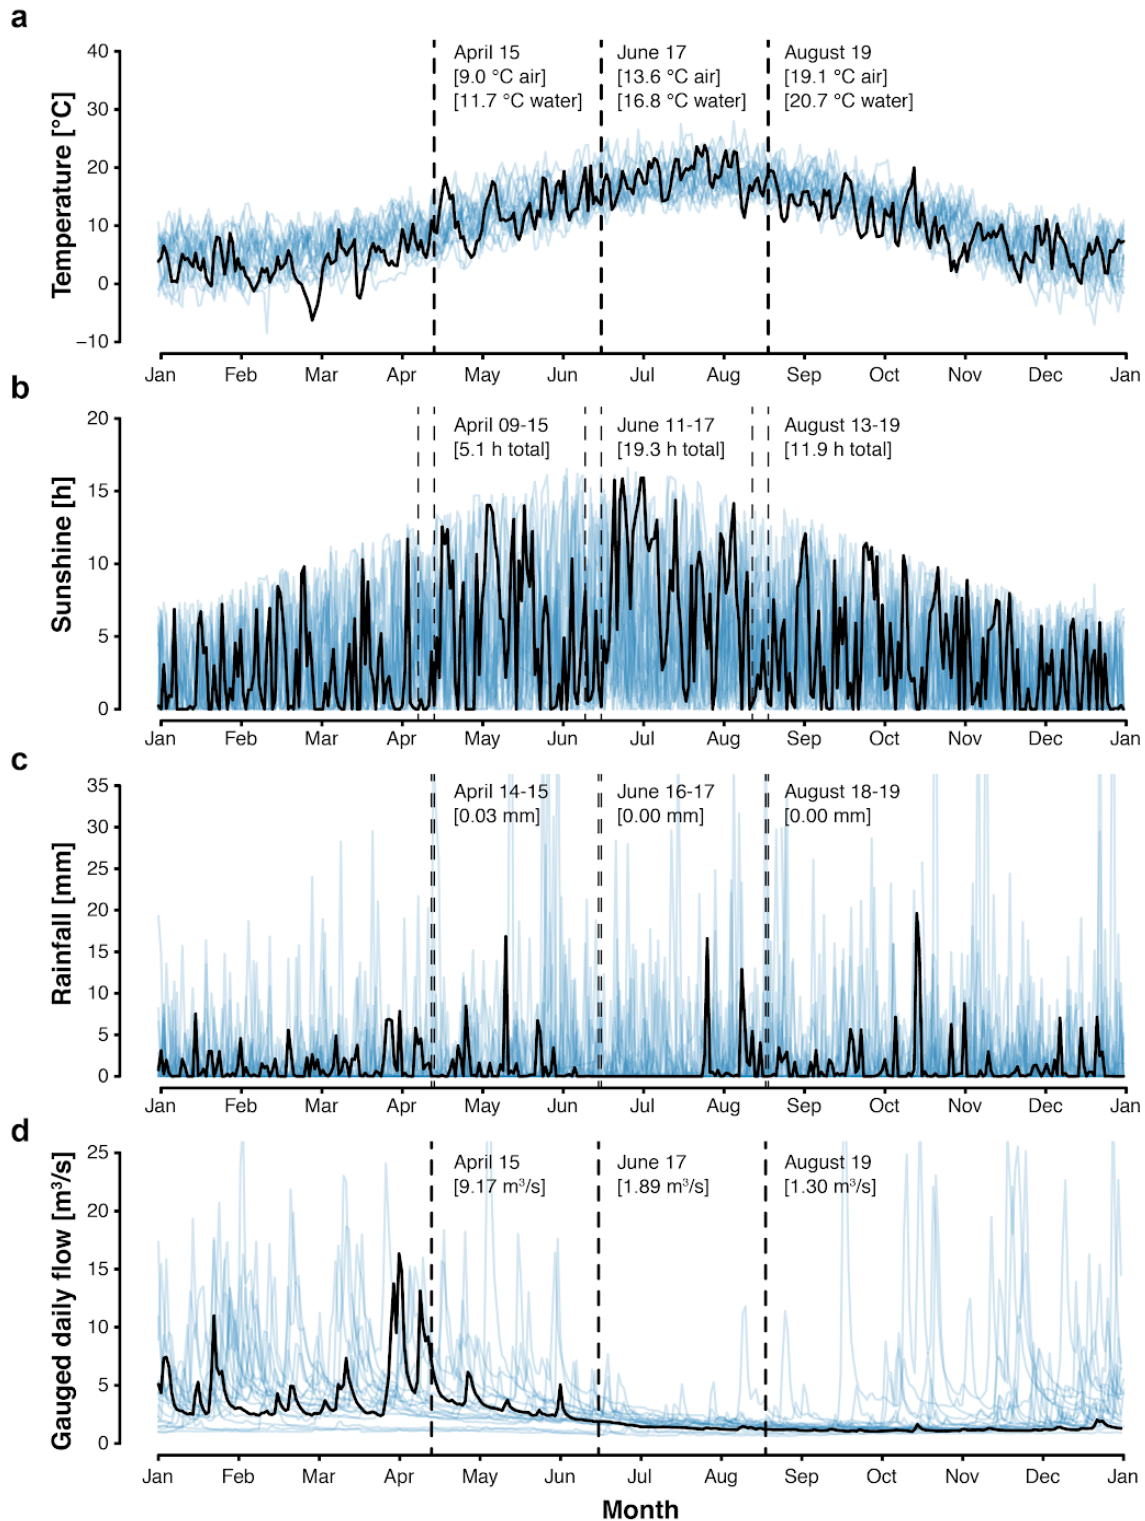 a
Temperature [°C]
40
30
20
10
0
−10
April 15
[9.0 °C air]
[11.7 °C water]
June 17
[13.6 °C air]
[16.8 °C water]
August 19
[19.1 °C air]
[20.7 °C water]
Jan Feb Mar Apr May Jun Jul Aug Sep Oct Nov Dec Jan
b
Sunshine [h]
20
15
10
5
0
April 09-15
[5.1 h total]
June 11-17
[19.3 h total]
August 13-19
[11.9 h total]
Jan Feb Mar Apr May Jun Jul Aug Sep Oct Nov Dec Jan
c
Rainfall [mm]
35
30
25
20
15
10
5
0
April 14-15
[0.03 mm]
June 16-17
[0.00 mm]
August 18-19
[0.00 mm]
Jan Feb Mar Apr May Jun Jul Aug Sep Oct Nov Dec Jan
d
Gauged daily flow [m³/s]
25
20
15
10
5
0
April 15
[9.17 m³/s]
June 17
[1.89 m³/s]
August 19
[1.30 m³/s]
Jan Feb Mar Apr May Jun Jul Aug Sep Oct Nov Dec Jan
Month